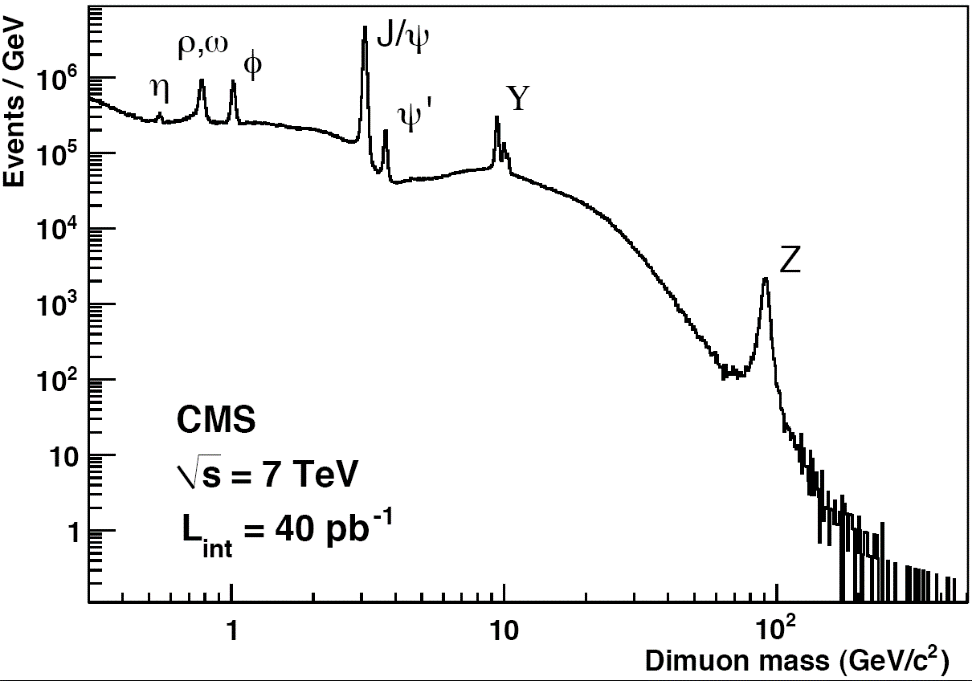 Events / GeV
10⁶
10⁵
10⁴
10³
10²
10
1
η
ρ,ω
ϕ
J/ψ
ψ'
Υ
Z
CMS
√s = 7 TeV
L_int = 40 pb⁻¹
1 10 10²
Dimuon mass (GeV/c²)